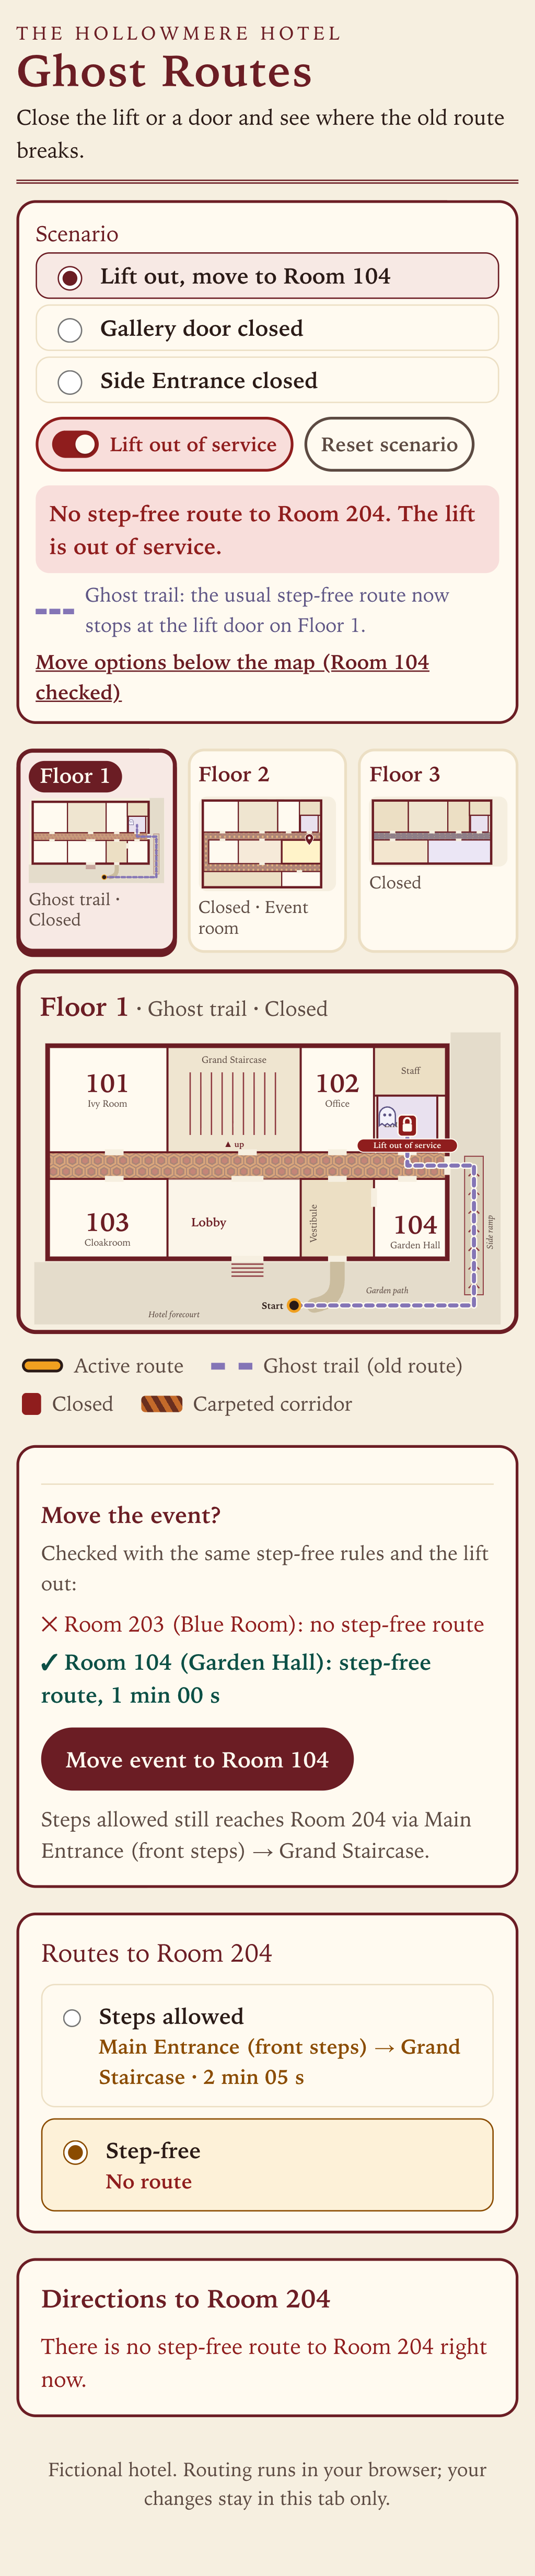 THE HOLLOWMERE HOTEL
Ghost Routes
Close the lift or a door and see where the old route
breaks.
Scenario
Lift out, move to Room 104
Gallery door closed
Side Entrance closed
Lift out of service
Reset scenario
No step-free route to Room 204. The lift
is out of service.
Ghost trail: the usual step-free route now
stops at the lift door on Floor 1.
Move options below the map (Room 104
checked)
Floor 1
Ghost trail ·
Closed
Floor 2
Closed · Event
room
Floor 3
Closed
Floor 1 · Ghost trail · Closed
101
Ivy Room
Grand Staircase
▲ up
102
Office
Staff
Lift out of service
103
Cloakroom
Lobby
Vestibule
104
Garden Hall
Side ramp
Garden path
Start
Hotel forecourt
Active route
Ghost trail (old route)
Closed
Carpeted corridor
Move the event?
Checked with the same step-free rules and the lift
out:
✕ Room 203 (Blue Room): no step-free route
✓ Room 104 (Garden Hall): step-free
route, 1 min 00 s
Move event to Room 104
Steps allowed still reaches Room 204 via Main
Entrance (front steps) → Grand Staircase.
Routes to Room 204
Steps allowed
Main Entrance (front steps) → Grand
Staircase · 2 min 05 s
Step-free
No route
Directions to Room 204
There is no step-free route to Room 204 right
now.
Fictional hotel. Routing runs in your browser; your
changes stay in this tab only.